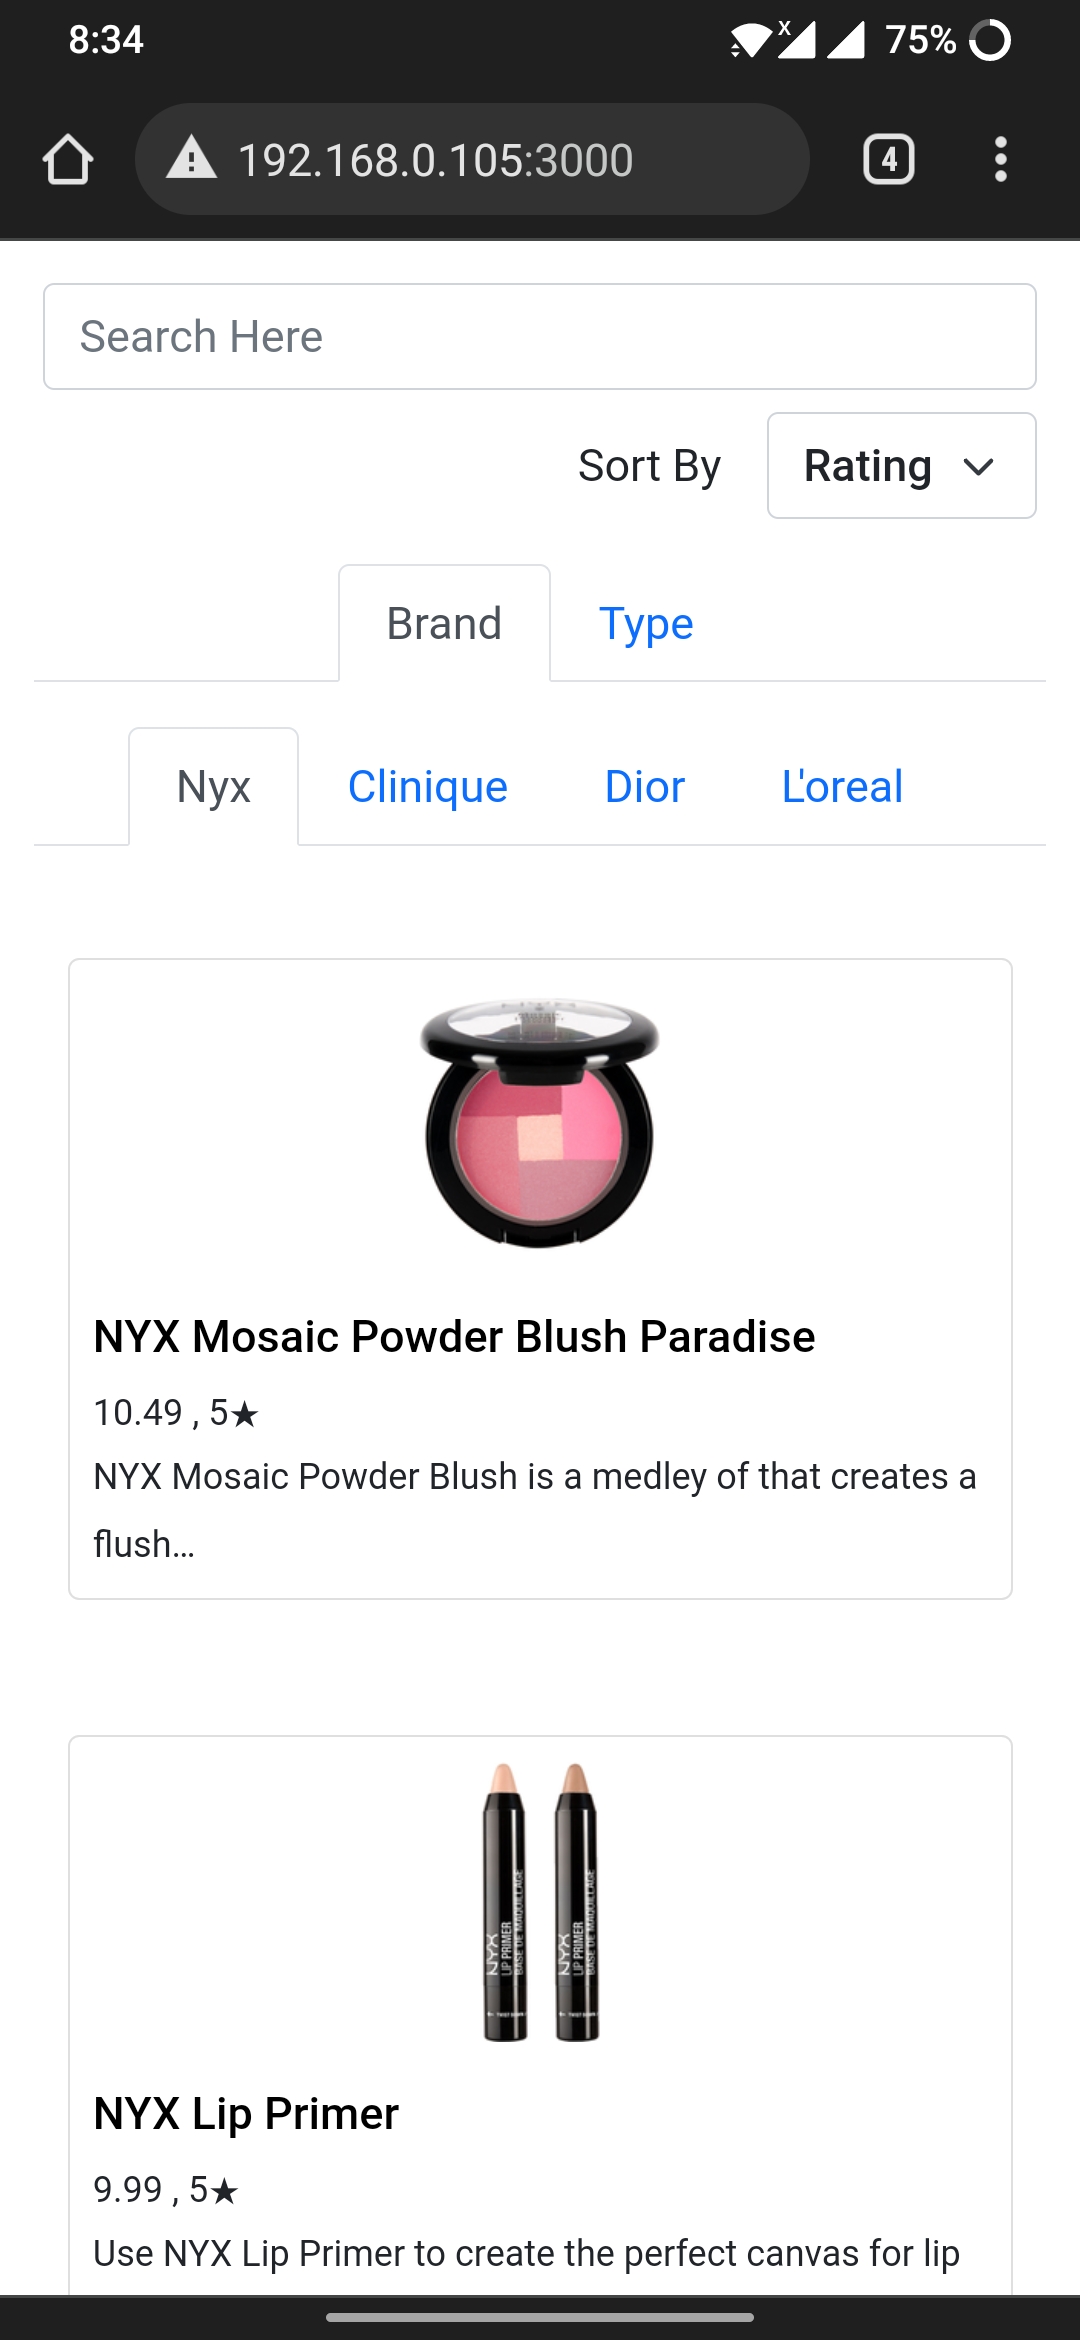 8:34
x
75%
192.168.0.105:3000
4
Search Here
Sort By
Rating
Brand
Type
Nyx
Clinique
Dior
L'oreal
NYX Mosaic Powder Blush Paradise
10.49 , 5★
NYX Mosaic Powder Blush is a medley of that creates a
flush...
NYX
LIP PRIMER
BASE DE MAQUILLAGE
NYX
LIP PRIMER
BASE DE MAQUILLAGE
NYX Lip Primer
9.99 , 5★
Use NYX Lip Primer to create the perfect canvas for lip